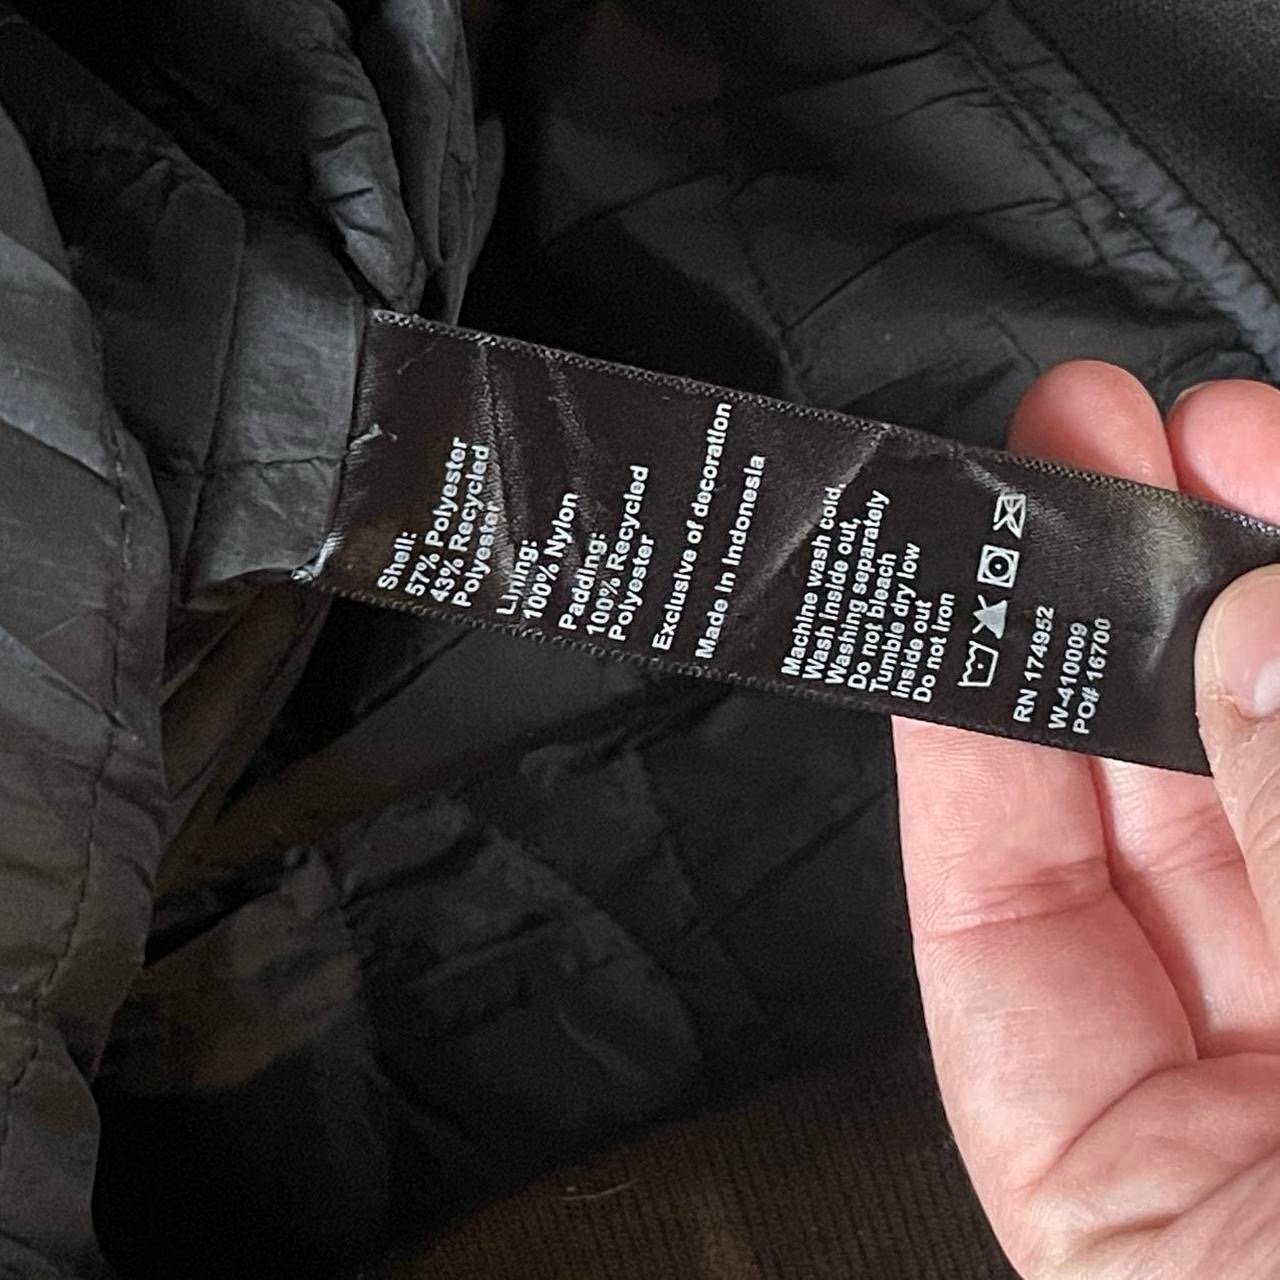 Shell:
57% Polyester
43% Recycled
Polyester
Lining:
100% Nylon
Padding:
100% Recycled
Polyester
Exclusive of decoration
Made in Indonesia
Machine wash cold,
Wash inside out,
Washing separately
Do not bleach
Tumble dry low
Inside out
Do not Iron
RN 174952
W-410009
PO# 16700